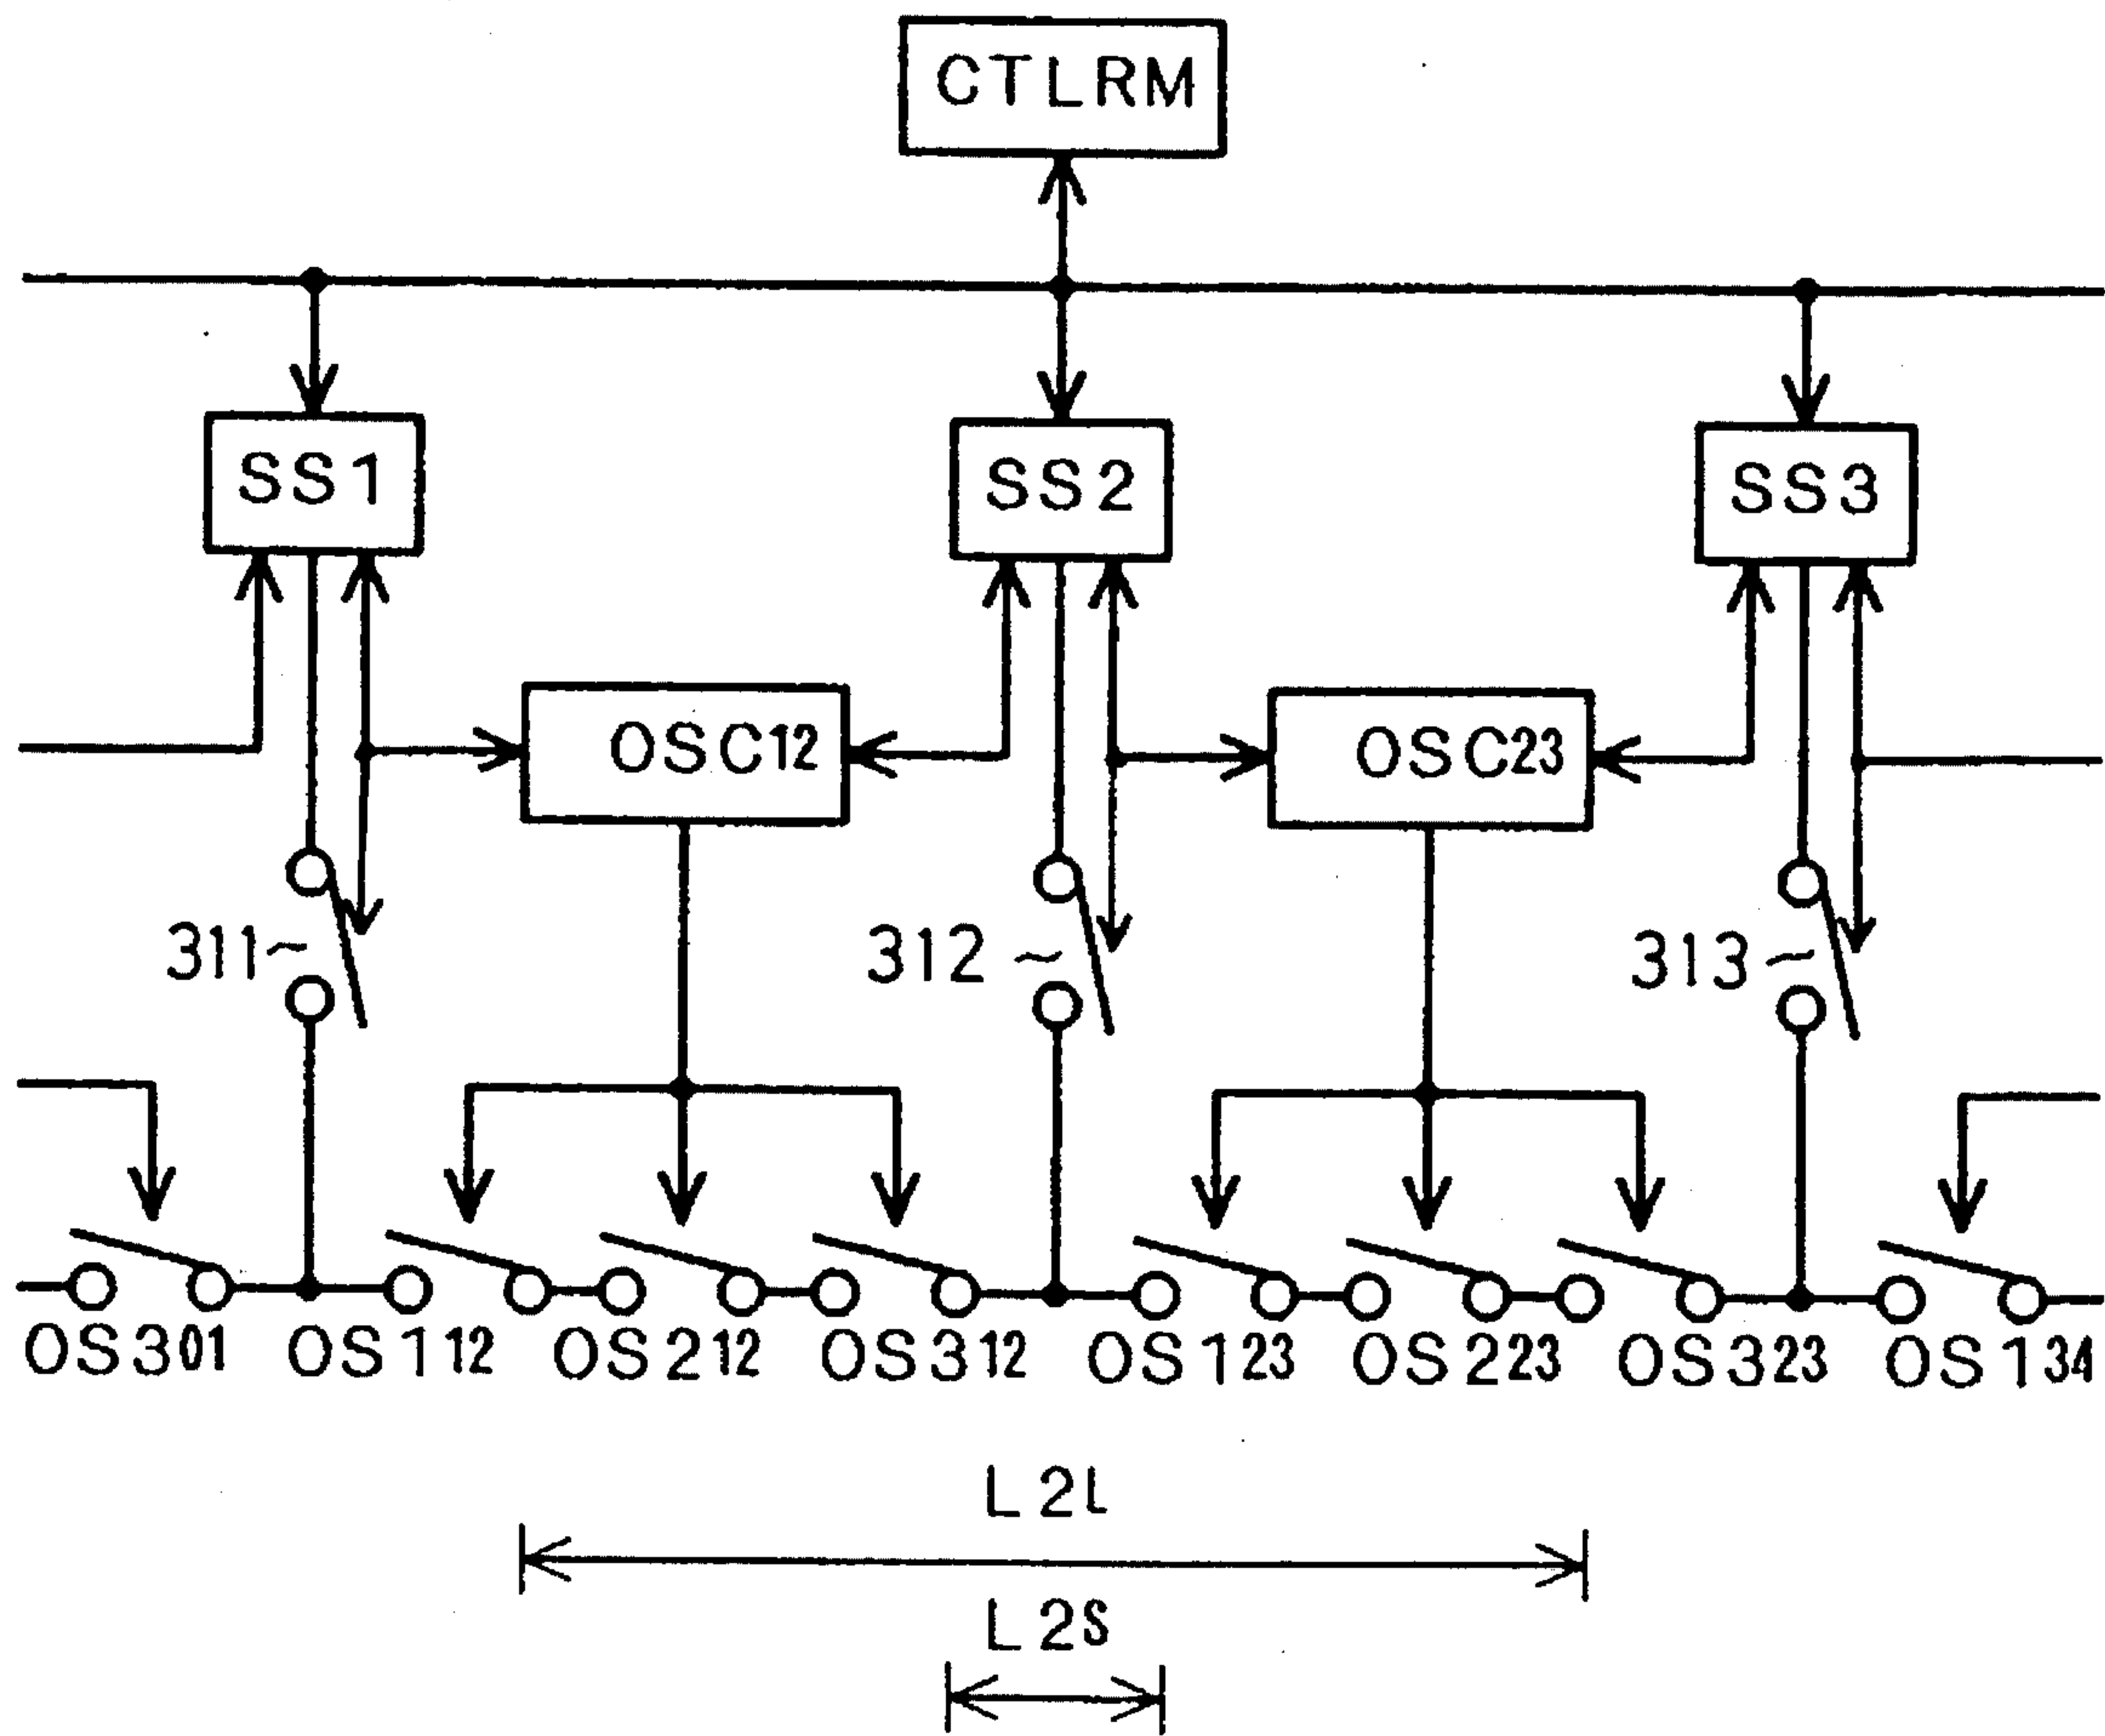 CTLRM
SS1 SS2 SS3
OSC12 OSC23
311~ 312~ 313~
OS301 OS112 OS212 OS312 OS123 OS223 OS323 OS134
L2l
L2s